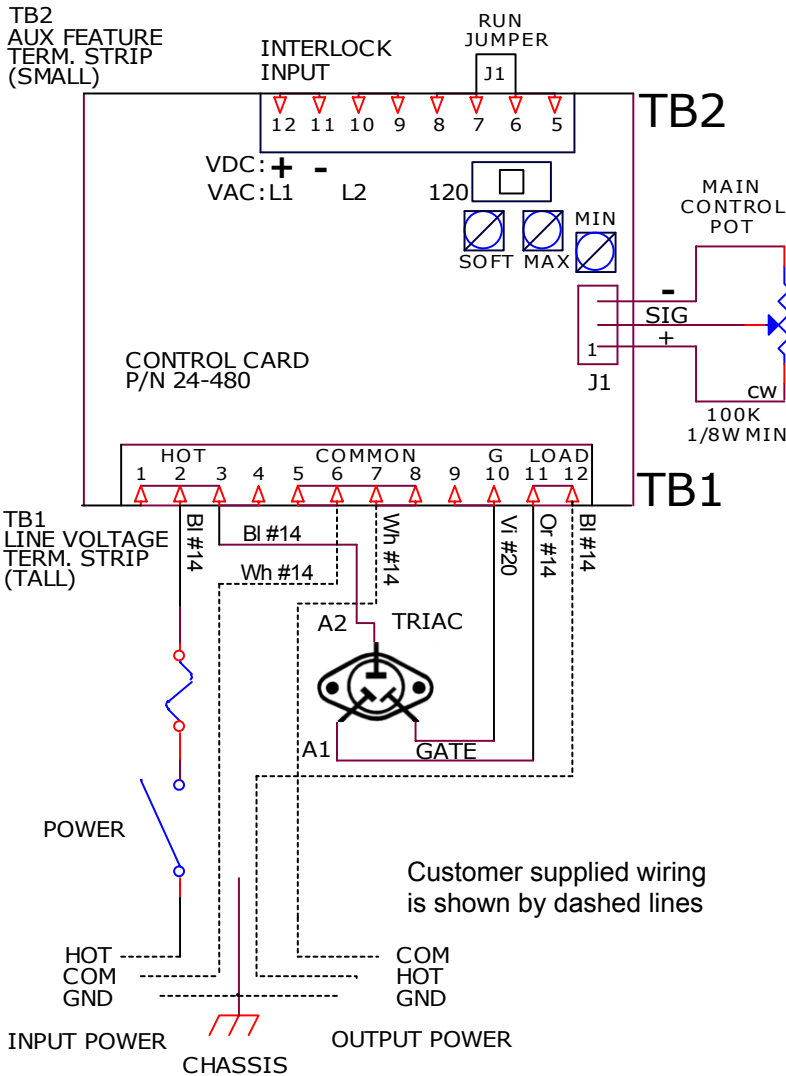 TB2
AUX FEATURE
TERM. STRIP
(SMALL)
INTERLOCK
INPUT
RUN
JUMPER
J1
TB2
12 11 10 9 8 7 6 5
VDC: + -
VAC: L1 L2
120
SOFT MAX
MIN
MAIN
CONTROL
POT
-
SIG
+
1
J1
CW
100K
1/8W MIN
CONTROL CARD
P/N 24-480
HOT COMMON G LOAD
1 2 3 4 5 6 7 8 9 10 11 12
TB1
TB1
LINE VOLTAGE
TERM. STRIP
(TALL)
Bl #14
Bl #14
Wh #14
Wh #14
Vi #20
Or #14
Bl #14
A2
TRIAC
A1
GATE
POWER
Customer supplied wiring
is shown by dashed lines
HOT
COM
GND
COM
HOT
GND
INPUT POWER
OUTPUT POWER
CHASSIS